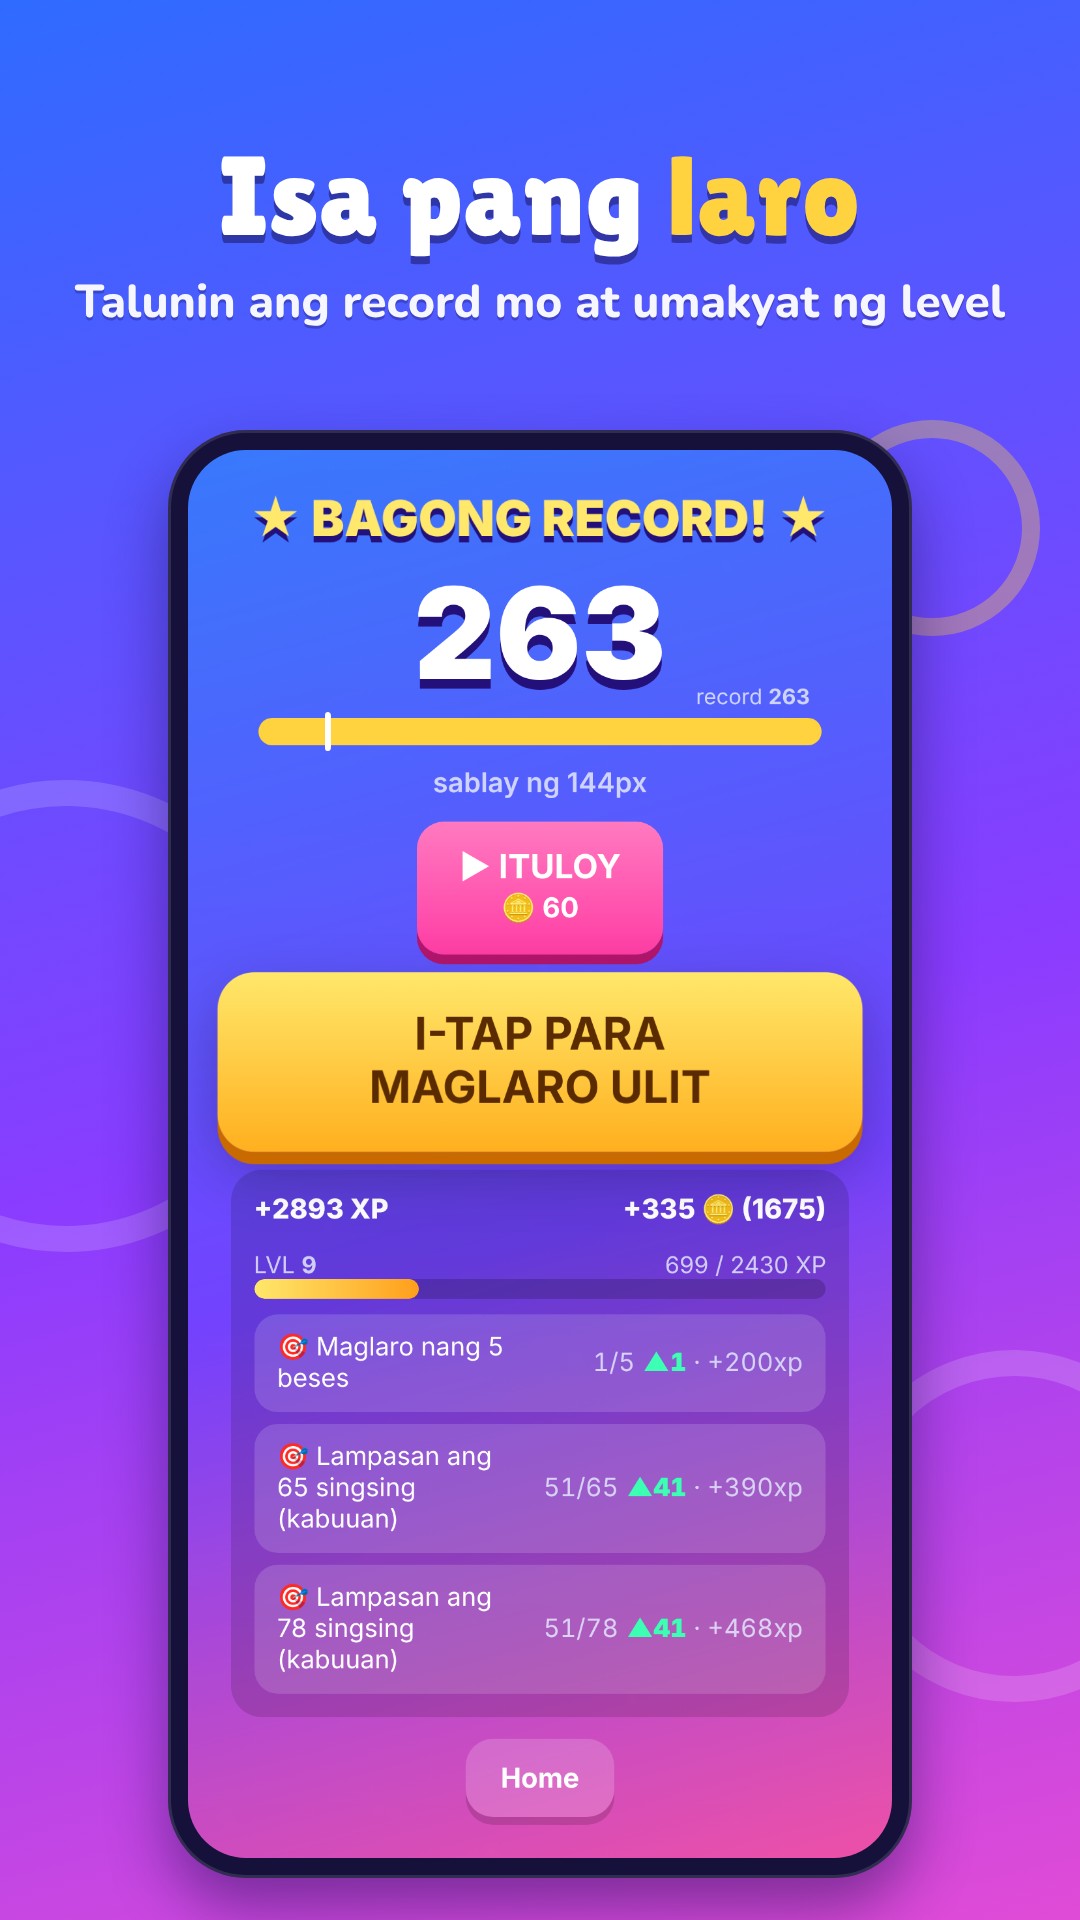 Isa pang laro
Talunin ang record mo at umakyat ng level
★ BAGONG RECORD! ★
263
record 263
sablay ng 144px
▶ ITULOY
🪙 60
I-TAP PARA
MAGLARO ULIT
+2893 XP +335 🪙 (1675)
LVL 9 699 / 2430 XP
🎯 Maglaro nang 5
beses
1/5 ▲1 · +200xp
🎯 Lampasan ang
65 singsing
(kabuuan)
51/65 ▲41 · +390xp
🎯 Lampasan ang
78 singsing
(kabuuan)
51/78 ▲41 · +468xp
Home